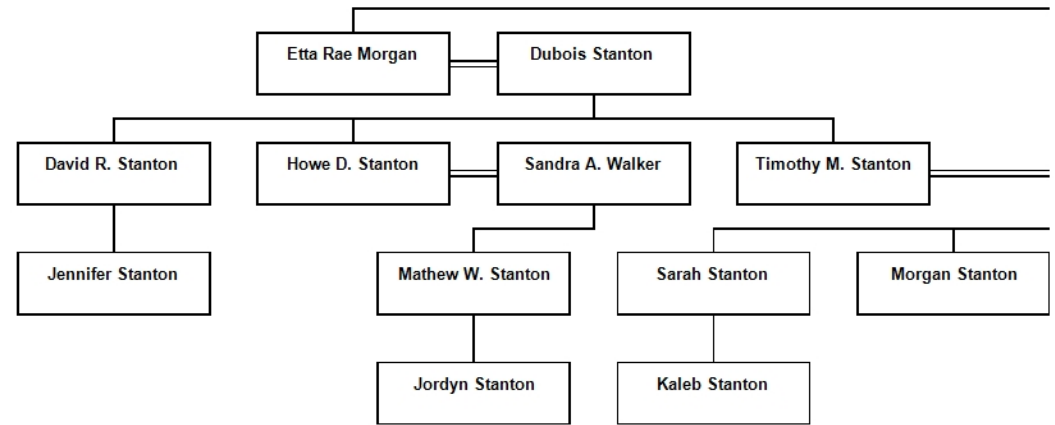 Etta Rae Morgan
Dubois Stanton
David R. Stanton
Howe D. Stanton
Sandra A. Walker
Timothy M. Stanton
Jennifer Stanton
Mathew W. Stanton
Sarah Stanton
Morgan Stanton
Jordyn Stanton
Kaleb Stanton